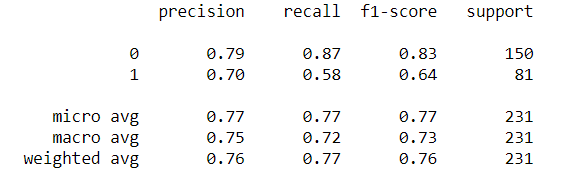 precision recall f1-score support
0 0.79 0.87 0.83 150
1 0.70 0.58 0.64 81
micro avg 0.77 0.77 0.77 231
macro avg 0.75 0.72 0.73 231
weighted avg 0.76 0.77 0.76 231